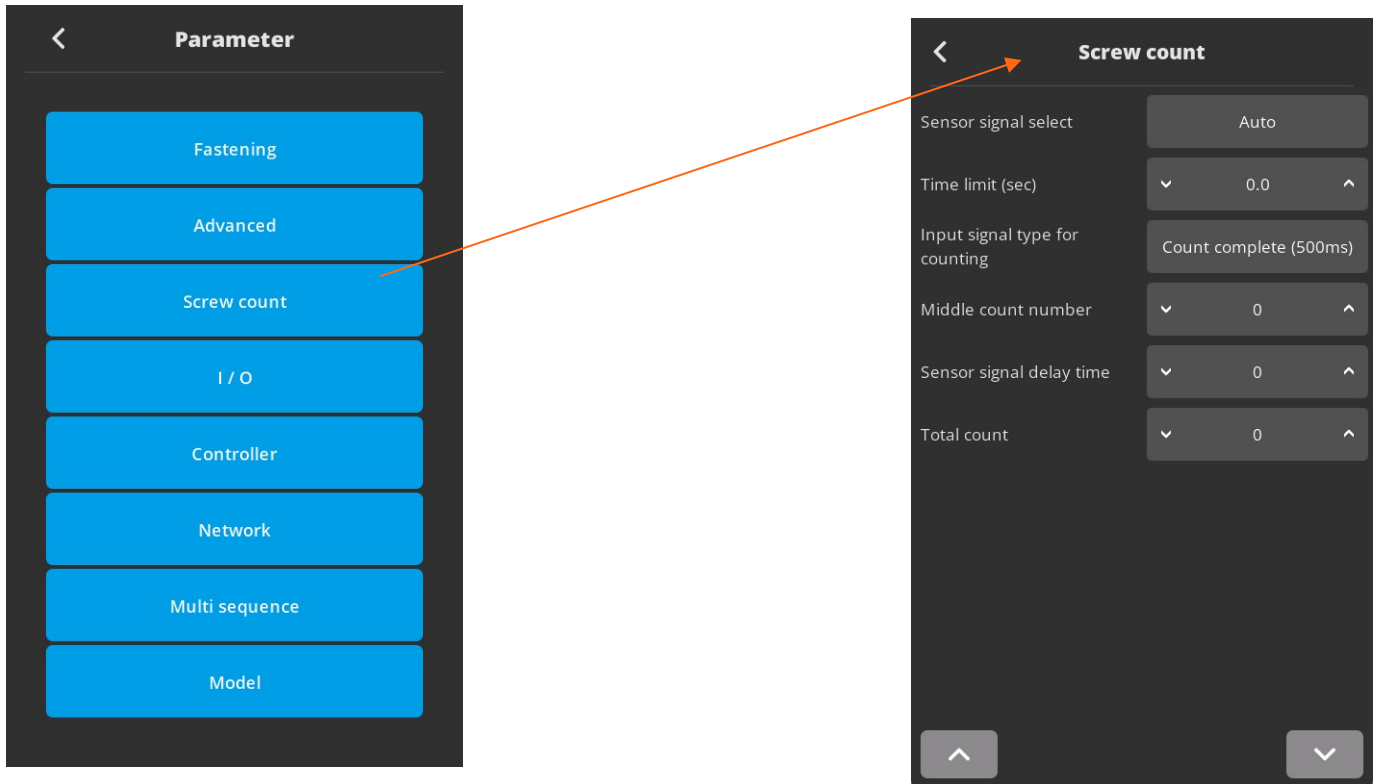 Parameter
Fastening
Advanced
Screw count
I / O
Controller
Network
Multi sequence
Model
Screw count
Sensor signal select
Auto
Time limit (sec)
0.0
Input signal type for
counting
Count complete (500ms)
Middle count number
0
Sensor signal delay time
0
Total count
0